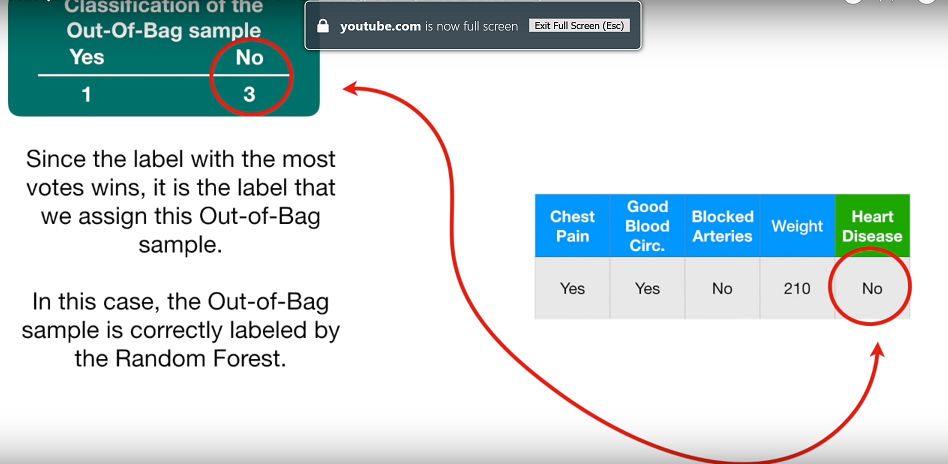 Classification of the
Out-Of-Bag sample
Yes No
1 3
youtube.com is now full screen Exit Full Screen (Esc)
Since the label with the most
votes wins, it is the label that
we assign this Out-of-Bag
sample.
In this case, the Out-of-Bag
sample is correctly labeled by
the Random Forest.
Chest Pain Good Blood Circ. Blocked Arteries Weight Heart Disease
Yes Yes No 210 No